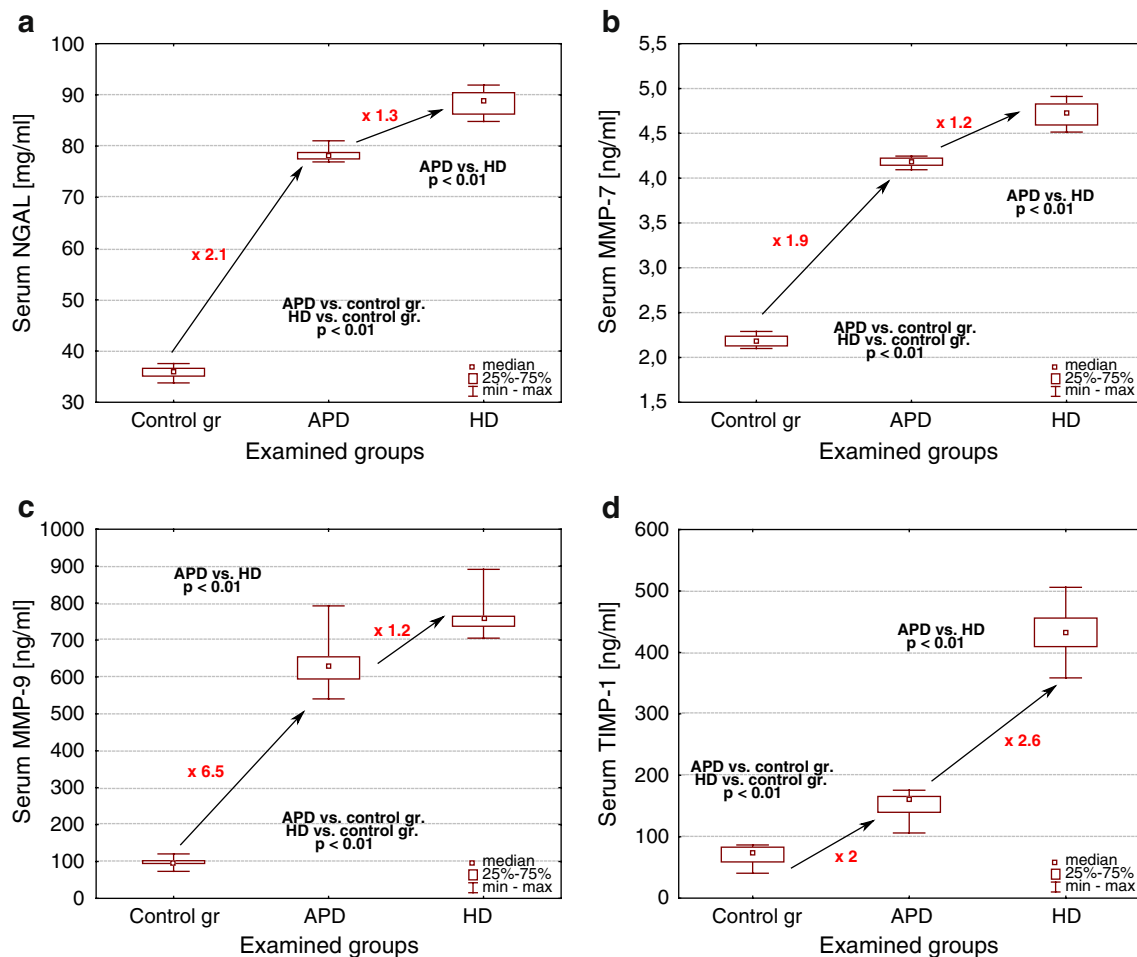 a
Serum NGAL [mg/ml]
100
90
80
70
60
50
40
30
x 2.1
x 1.3
APD vs. HD
p < 0.01
APD vs. control gr.
HD vs. control gr.
p < 0.01
median
25%-75%
min - max
Control gr
APD
HD
Examined groups
b
Serum MMP-7 [ng/ml]
5,5
5,0
4,5
4,0
3,5
3,0
2,5
2,0
1,5
x 1.9
x 1.2
APD vs. HD
p < 0.01
APD vs. control gr.
HD vs. control gr.
p < 0.01
median
25%-75%
min - max
Control gr
APD
HD
Examined groups
c
Serum MMP-9 [ng/ml]
1000
900
800
700
600
500
400
300
200
100
0
APD vs. HD
p < 0.01
x 1.2
x 6.5
APD vs. control gr.
HD vs. control gr.
p < 0.01
median
25%-75%
min - max
Control gr
APD
HD
Examined groups
d
Serum TIMP-1 [ng/ml]
600
500
400
300
200
100
0
APD vs. HD
p < 0.01
x 2.6
APD vs. control gr.
HD vs. control gr.
p < 0.01
x 2
median
25%-75%
min - max
Control gr
APD
HD
Examined groups